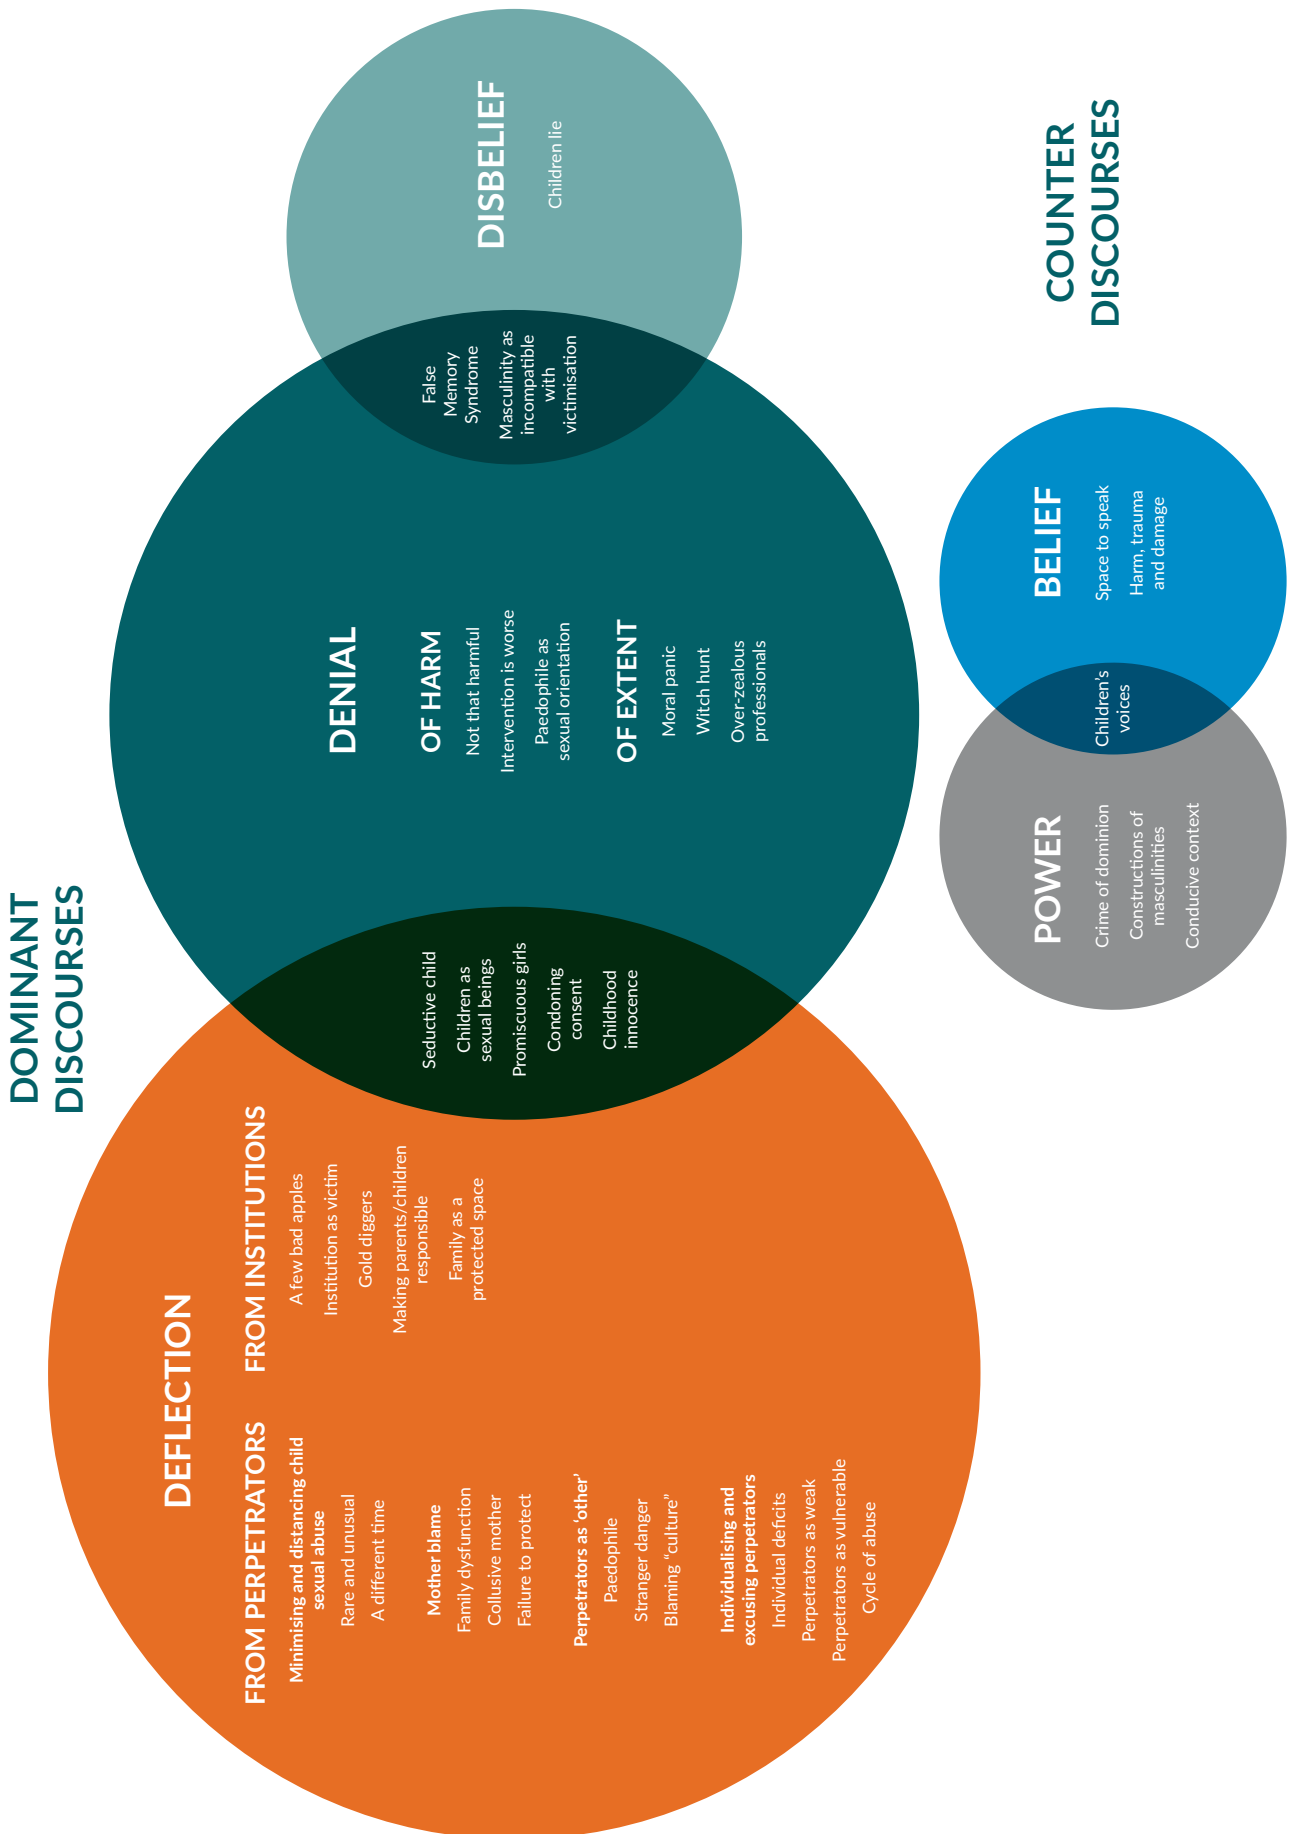 DOMINANT
DISCOURSES
DEFLECTION
FROM PERPETRATORS
Minimising and distancing child
sexual abuse
Rare and unusual
A different time
Mother blame
Family dysfunction
Collusive mother
Failure to protect
Perpetrators as ‘other’
Paedophile
Stranger danger
Blaming “culture”
Individualising and
excusing perpetrators
Individual deficits
Perpetrators as weak
Perpetrators as vulnerable
Cycle of abuse
FROM INSTITUTIONS
A few bad apples
Institution as victim
Gold diggers
Making parents/children
responsible
Family as a
protected space
Seductive child
Children as
sexual beings
Promiscuous girls
Condoning
consent
Childhood
innocence
DENIAL
OF HARM
Not that harmful
Intervention is worse
Paedophile as
sexual orientation
OF EXTENT
Moral panic
Witch hunt
Over-zealous
professionals
False
Memory
Syndrome
Masculinity as
incompatible
with
victimisation
DISBELIEF
Children lie
POWER
Crime of dominion
Constructions of
masculinities
Conducive context
Children’s
voices
BELIEF
Space to speak
Harm, trauma
and damage
COUNTER
DISCOURSES